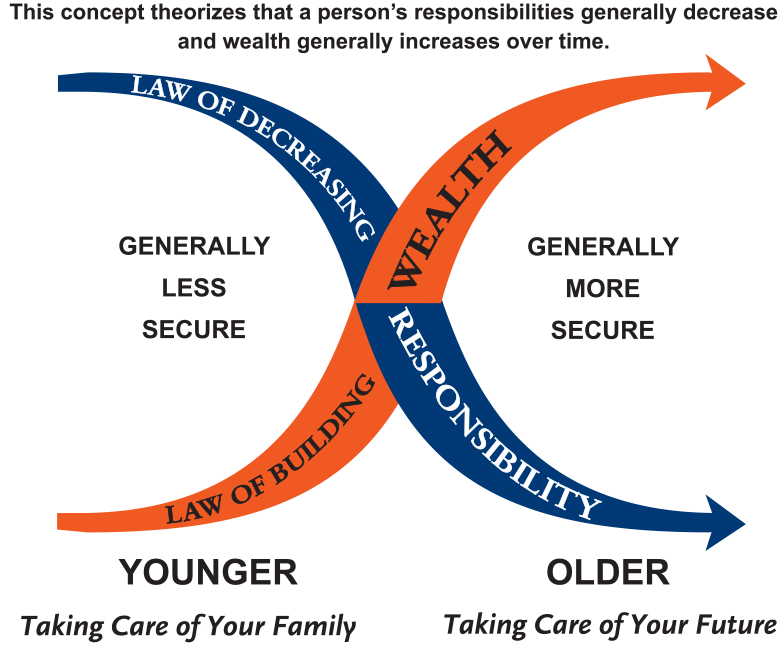 This concept theorizes that a person’s responsibilities generally decrease
and wealth generally increases over time.
LAW OF DECREASING
RESPONSIBILITY
LAW OF BUILDING
WEALTH
GENERALLY
LESS
SECURE
GENERALLY
MORE
SECURE
YOUNGER
Taking Care of Your Family
OLDER
Taking Care of Your Future